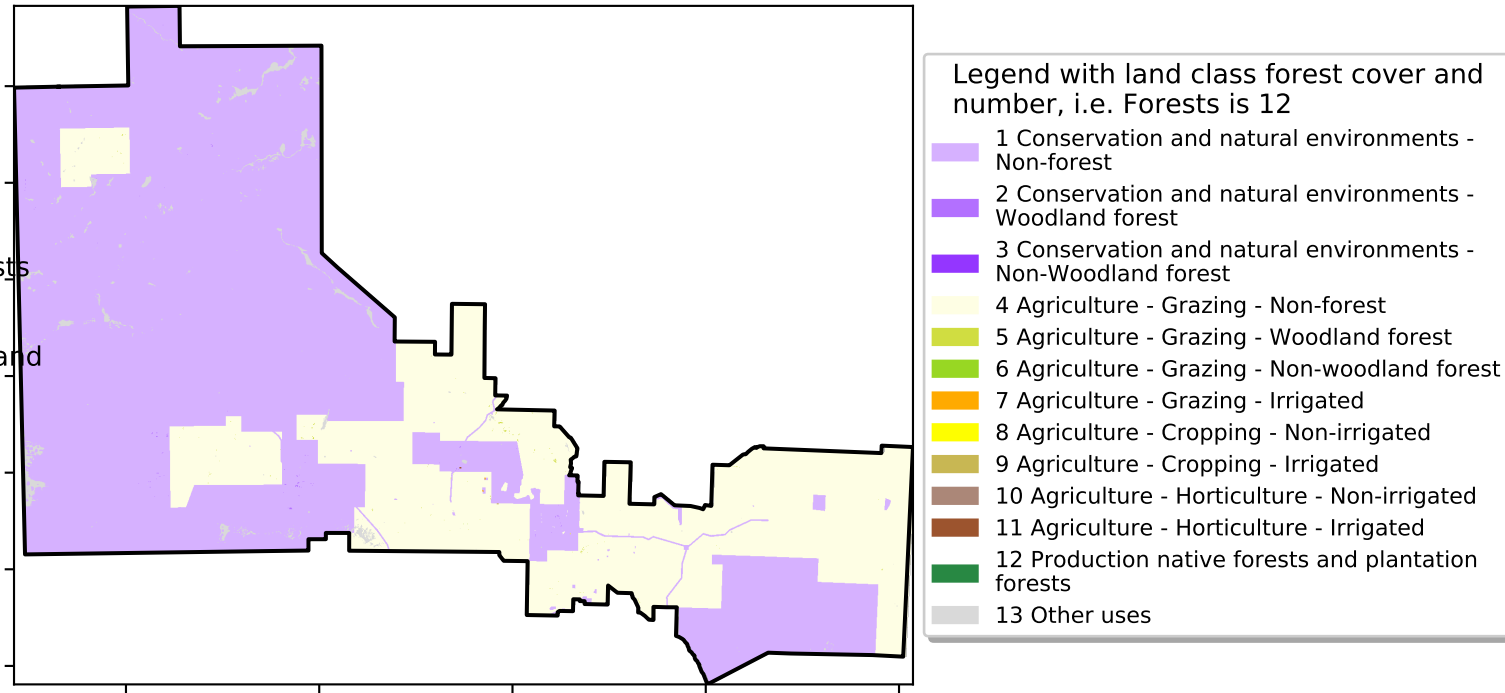 Legend with land class forest cover and
number, i.e. Forests is 12
1 Conservation and natural environments -
Non-forest
2 Conservation and natural environments -
Woodland forest
3 Conservation and natural environments -
Non-Woodland forest
4 Agriculture - Grazing - Non-forest
5 Agriculture - Grazing - Woodland forest
6 Agriculture - Grazing - Non-woodland forest
7 Agriculture - Grazing - Irrigated
8 Agriculture - Cropping - Non-irrigated
9 Agriculture - Cropping - Irrigated
10 Agriculture - Horticulture - Non-irrigated
11 Agriculture - Horticulture - Irrigated
12 Production native forests and plantation
forests
13 Other uses